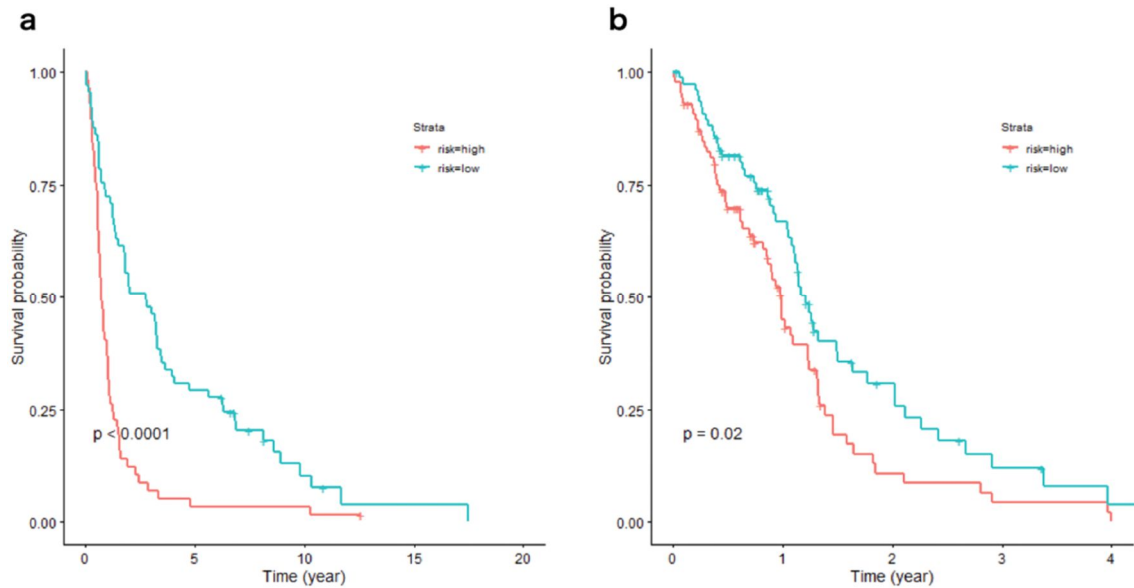 a
1.00
0.75
0.50
0.25
0.00
Survival probability
Strata
risk=high
risk=low
p < 0.0001
0
5
10
15
20
Time (year)
b
1.00
0.75
0.50
0.25
0.00
Survival probability
Strata
risk=high
risk=low
p = 0.02
0
1
2
3
4
Time (year)